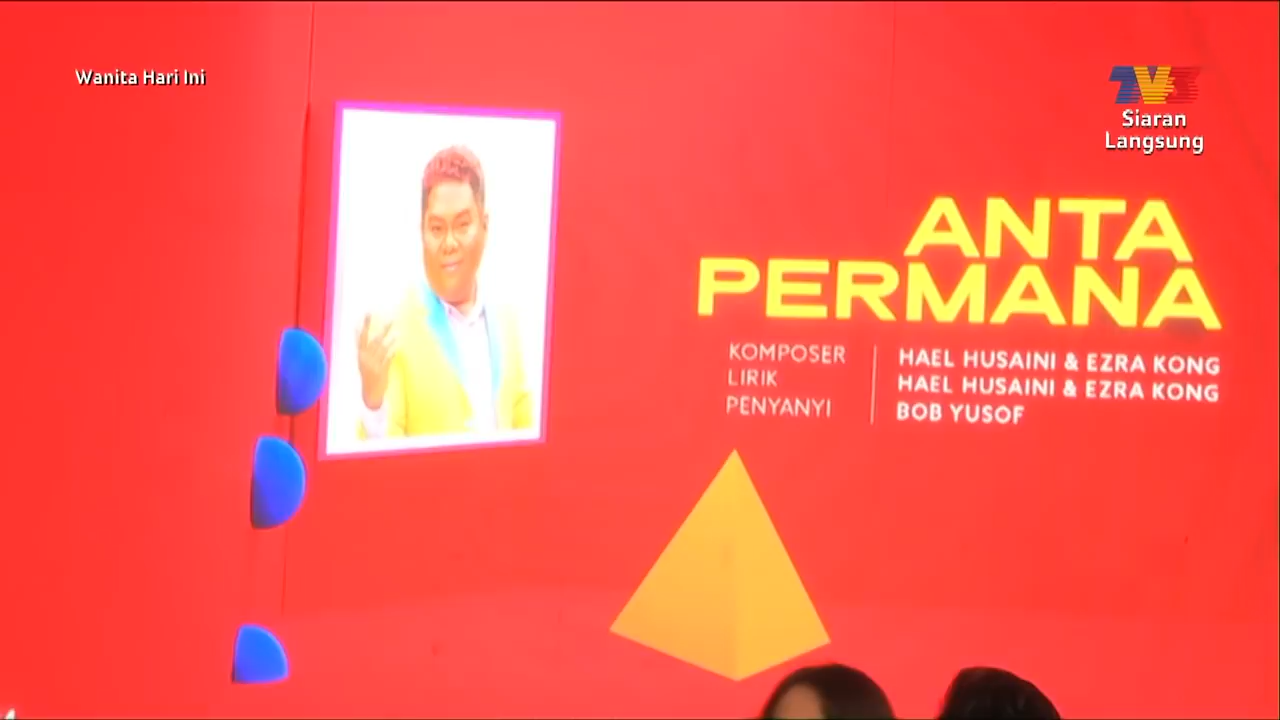 Wanita Hari Ini
TV3
Siaran
Langsung
ANTA
PERMANA
KOMPOSER HAEL HUSAINI & EZRA KONG
LIRIK HAEL HUSAINI & EZRA KONG
PENYANYI BOB YUSOF